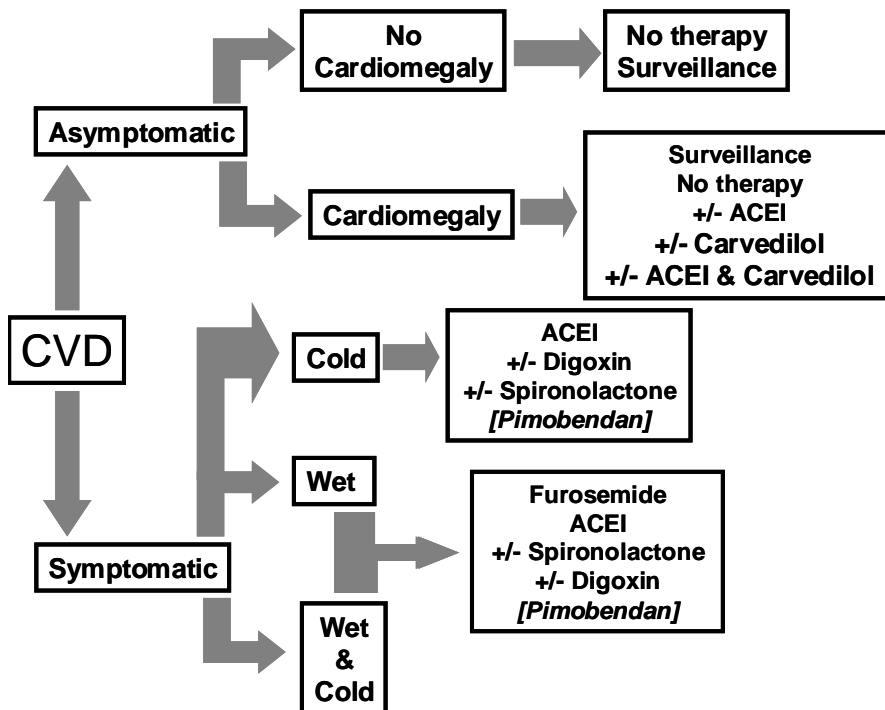 No
Cardiomegaly
No therapy
Surveillance
Asymptomatic
Cardiomegaly
Surveillance
No therapy
+/- ACEI
+/- Carvedilol
+/- ACEI & Carvedilol
CVD
Cold
ACEI
+/- Digoxin
+/- Spironolactone
[Pimobendan]
Wet
Furosemide
ACEI
+/- Spironolactone
+/- Digoxin
[Pimobendan]
Symptomatic
Wet
&
Cold